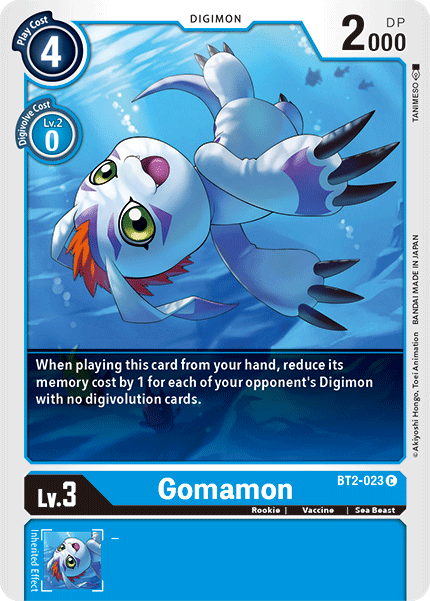 Play Cost
4
DIGIMON
DP
2000
Digivolve Cost
Lv.2
0
TANIMESO
©Akiyoshi Hongo, Toei Animation BANDAI MADE IN JAPAN
When playing this card from your hand, reduce its
memory cost by 1 for each of your opponent's Digimon
with no digivolution cards.
Lv.3
Gomamon
BT2-023 C
Rookie | Vaccine | Sea Beast
Inherited Effect
–